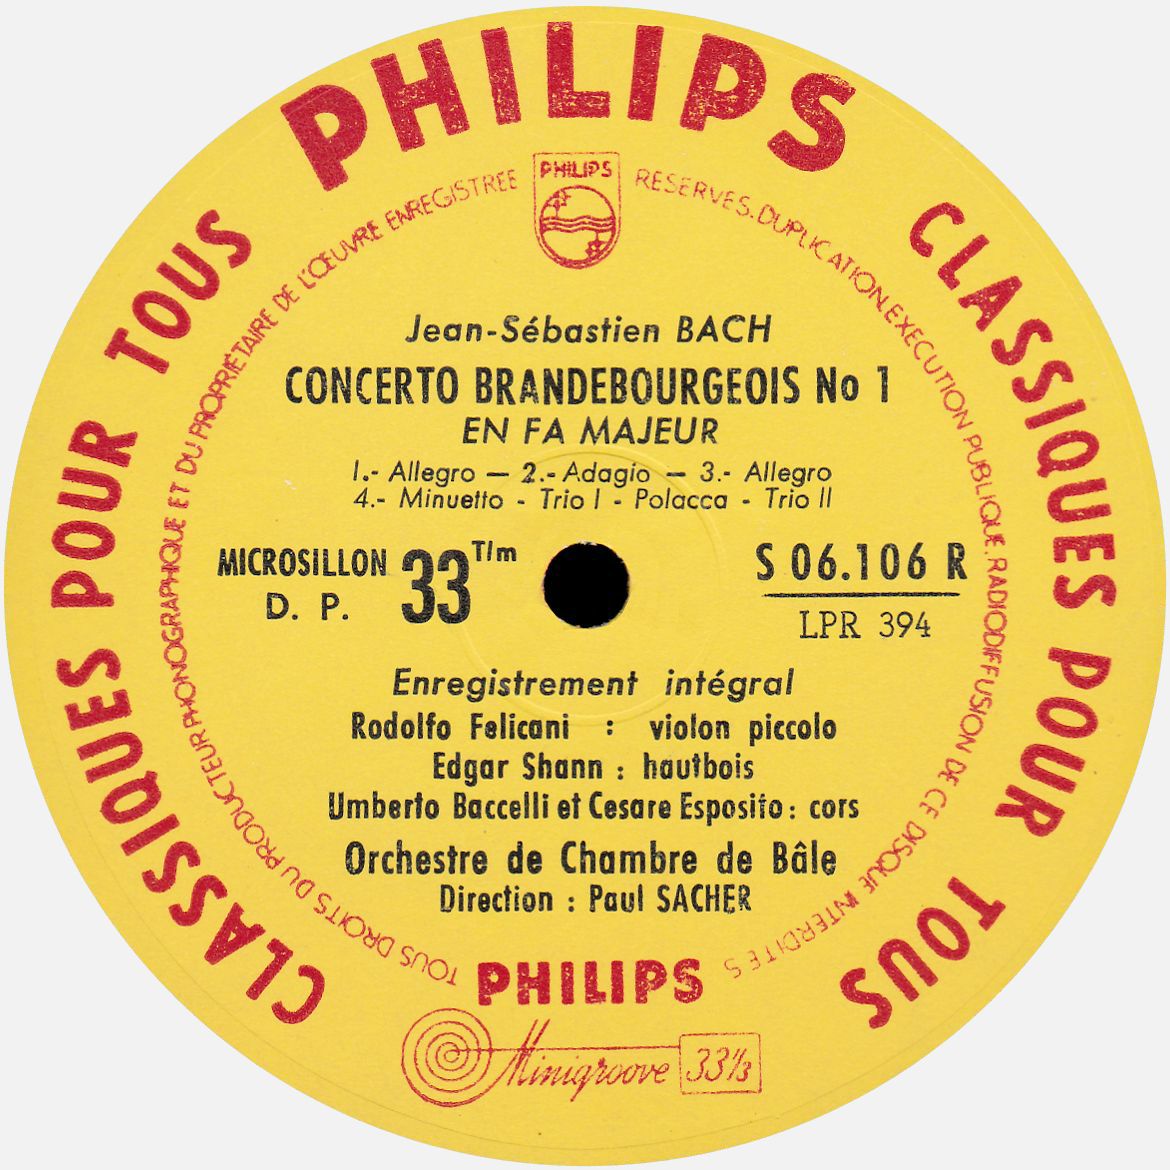 PHILIPS
CLASSIQUES POUR TOUS
CLASSIQUES POUR TOUS
TOUS DROITS DU PRODUCTEUR PHONOGRAPHIQUE ET DU PROPRIÉTAIRE DE L'ŒUVRE ENREGISTREE
PHILIPS
RESERVES. DUPLICATION. EXECUTION PUBLIQUE. RADIODIFFUSION DE CE DISQUE INTERDITES
Jean-Sébastien BACH
CONCERTO BRANDEBOURGEOIS No 1
EN FA MAJEUR
1.- Allegro — 2.- Adagio — 3.- Allegro
4.- Minuetto - Trio I - Polacca - Trio II
MICROSILLON 33 T/m
D. P.
S 06.106 R
LPR 394
Enregistrement intégral
Rodolfo Felicani : violon piccolo
Edgar Shann : hautbois
Umberto Baccelli et Cesare Esposito : cors
Orchestre de Chambre de Bâle
Direction : Paul SACHER
PHILIPS
Minigroove 33⅓